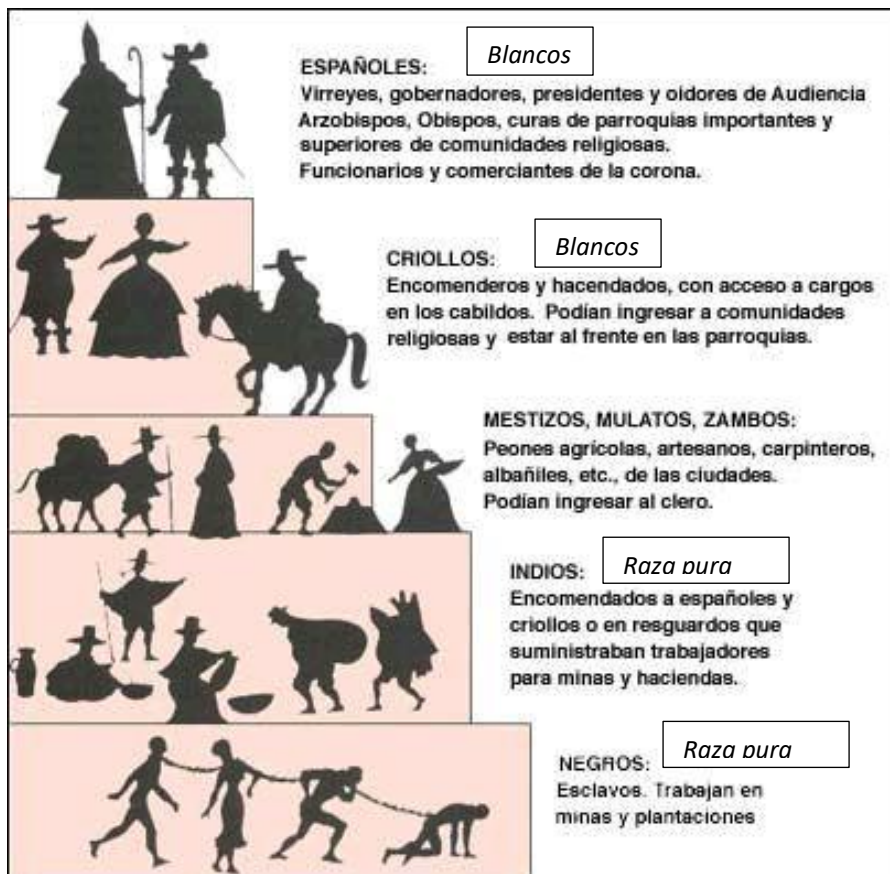 ESPAÑOLES: Blancos
Virreyes, gobernadores, presidentes y oidores de Audiencia
Arzobispos, Obispos, curas de parroquias importantes y
superiores de comunidades religiosas.
Funcionarios y comerciantes de la corona.
CRIOLLOS: Blancos
Encomenderos y hacendados, con acceso a cargos
en los cabildos. Podían ingresar a comunidades
religiosas y estar al frente en las parroquias.
MESTIZOS, MULATOS, ZAMBOS:
Peones agrícolas, artesanos, carpinteros,
albañiles, etc., de las ciudades.
Podían ingresar al clero.
INDIOS: Raza pura
Encomendados a españoles y
criollos o en resguardos que
suministraban trabajadores
para minas y haciendas.
NEGROS: Raza pura
Esclavos. Trabajan en
minas y plantaciones